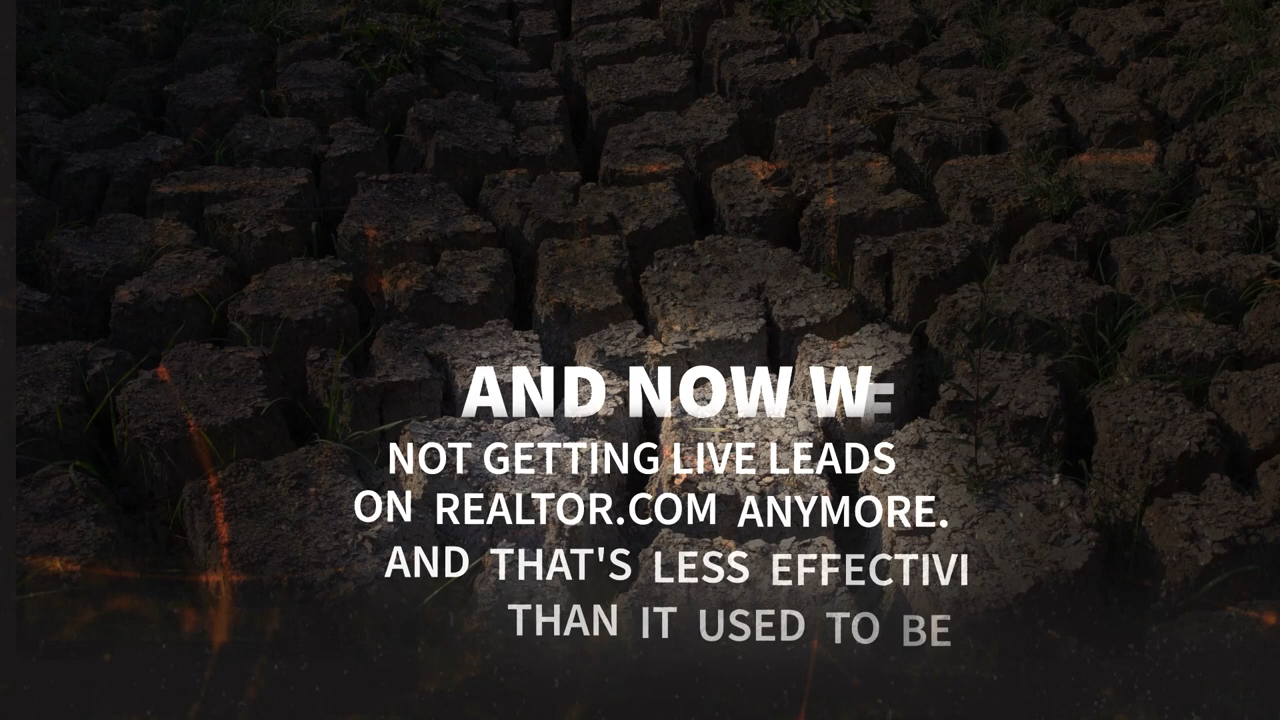 AND NOW WE
NOT GETTING LIVE LEADS
ON REALTOR.COM ANYMORE.
AND THAT'S LESS EFFECTIVI
THAN IT USED TO BE